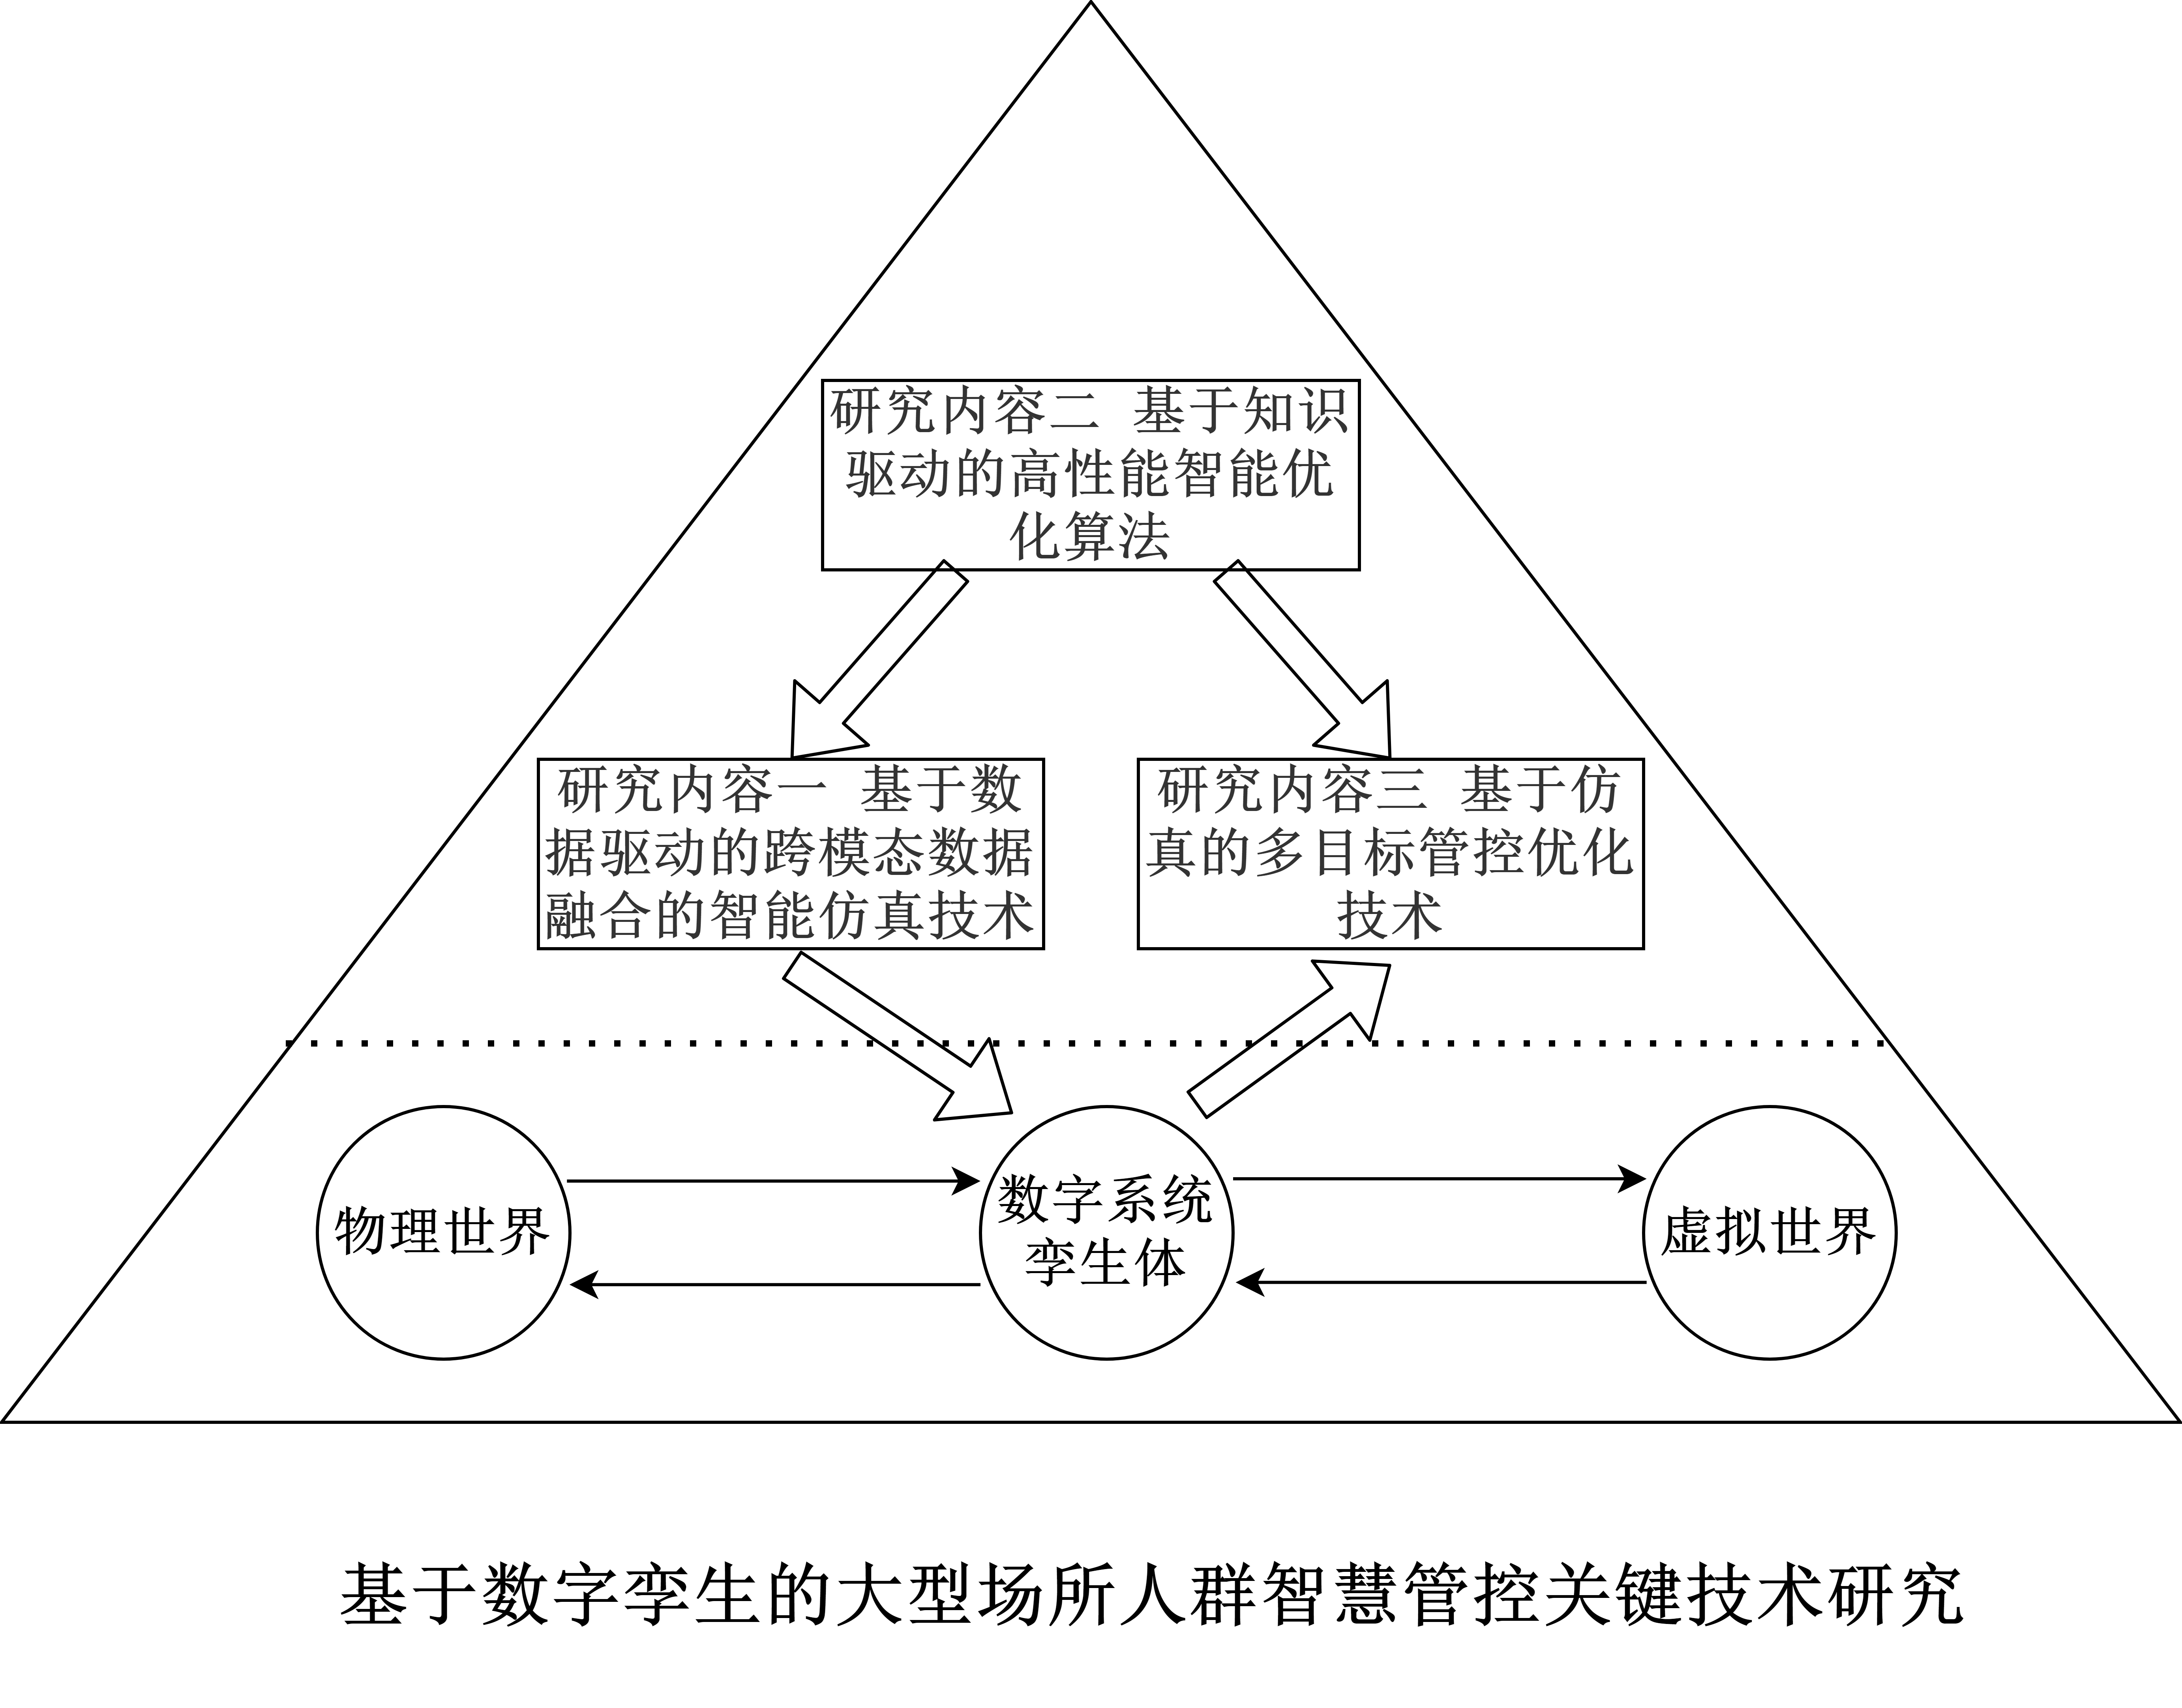 研究内容二 基于知识
驱动的高性能智能优
化算法
研究内容一 基于数
据驱动的跨模态数据
融合的智能仿真技术
研究内容三 基于仿
真的多目标管控优化
技术
物理世界
数字系统
孪生体
虚拟世界
基于数字孪生的大型场所人群智慧管控关键技术研究